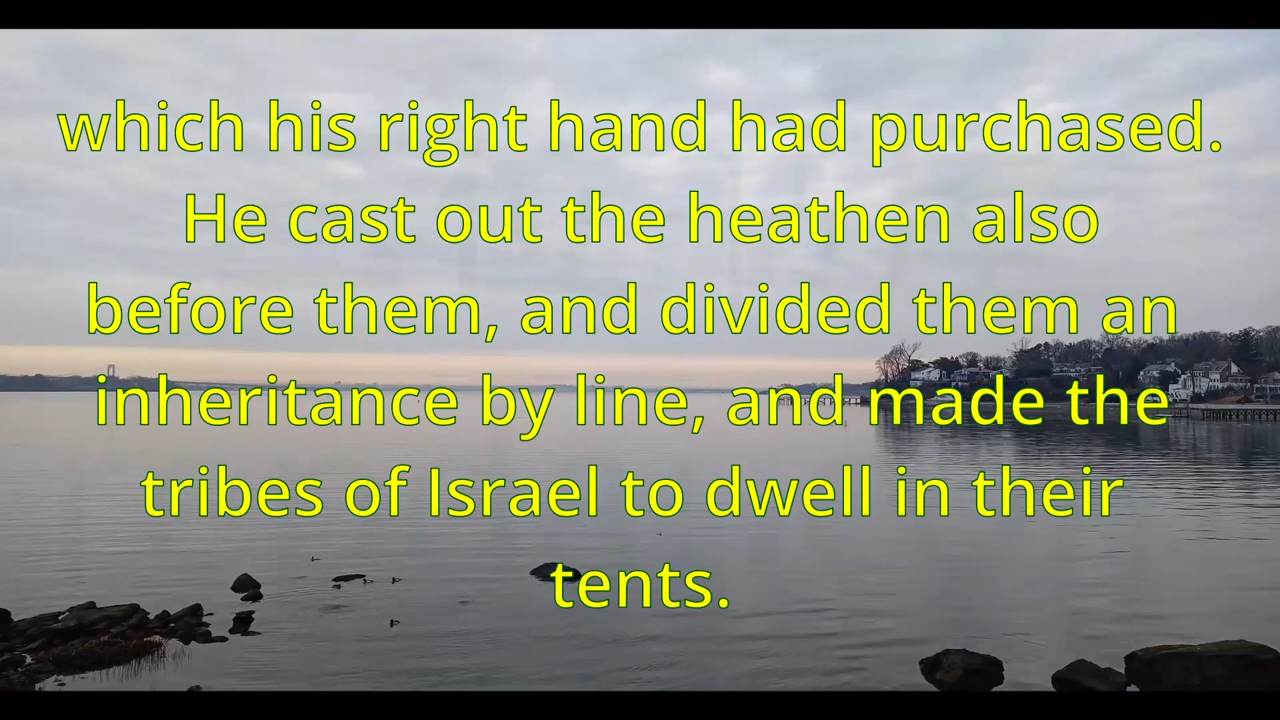 which his right hand had purchased.
He cast out the heathen also
before them, and divided them an
inheritance by line, and made the
tribes of Israel to dwell in their
tents.